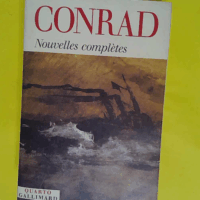 CONRAD
Nouvelles complètes
QUARTO
GALLIMARD